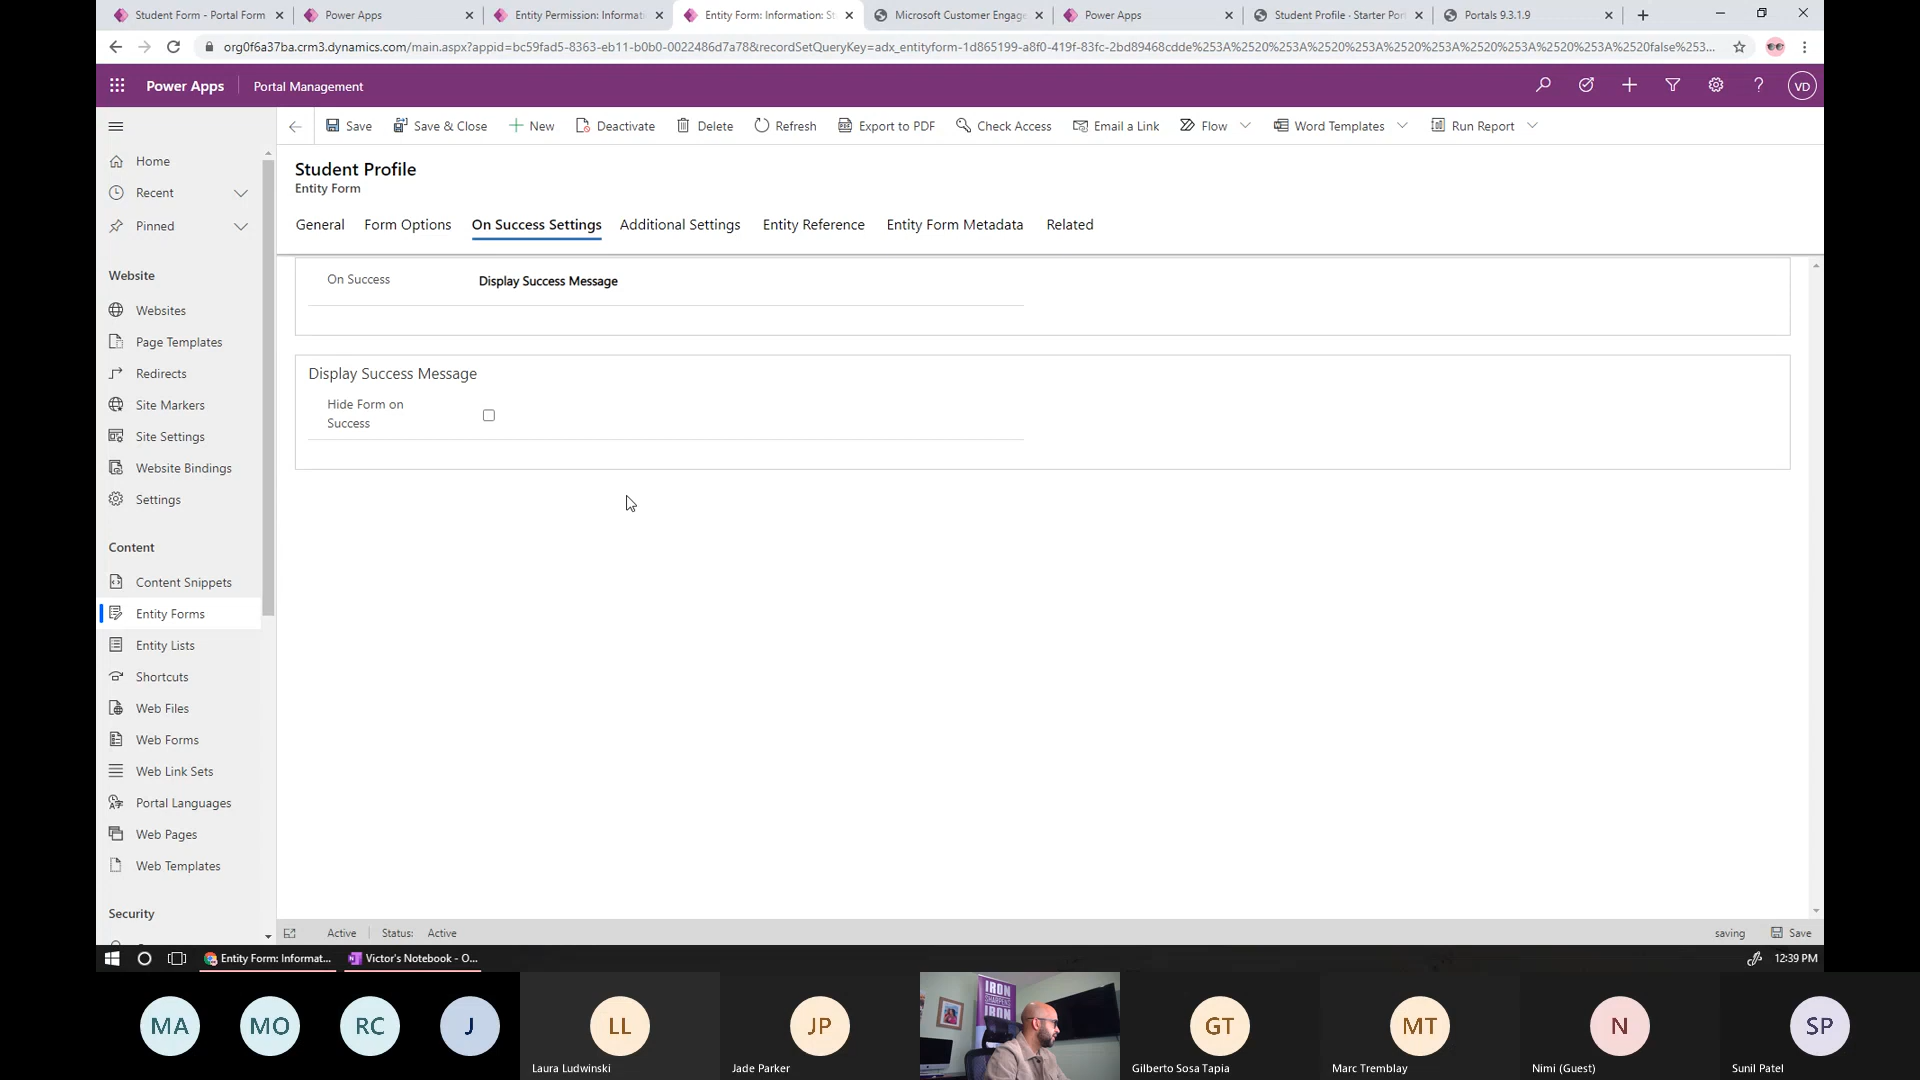 Student Form - Portal Form
Power Apps
Entity Permission: Informati
Entity Form: Information: St
Microsoft Customer Engag
Power Apps
Student Profile - Starter Port
Portals 9.3.1.9
org0f6a37ba.crm3.dynamics.com/main.aspx?appid=bc59fad5-8363-eb11-b0b0-0022486d7a78&recordSetQueryKey=adx_entityform-1d865199-a8f0-419f-83fc-2bd89468cdde%253A%2520%253A%2520%253A%2520%253A%2520%253A%2520%253A%2520false%253...
Power Apps
Portal Management
VD
Save
Save & Close
New
Deactivate
Delete
Refresh
Export to PDF
Check Access
Email a Link
Flow
Word Templates
Run Report
Home
Recent
Pinned
Website
Websites
Page Templates
Redirects
Site Markers
Site Settings
Website Bindings
Settings
Content
Content Snippets
Entity Forms
Entity Lists
Shortcuts
Web Files
Web Forms
Web Link Sets
Portal Languages
Web Pages
Web Templates
Security
Student Profile
Entity Form
General
Form Options
On Success Settings
Additional Settings
Entity Reference
Entity Form Metadata
Related
On Success
Display Success Message
Display Success Message
Hide Form on
Success
Active
Status:
Active
saving
Save
Entity Form: Informat...
Victor's Notebook - O...
12:39 PM
MA
MO
RC
J
LL
Laura Ludwinski
JP
Jade Parker
IRON
SHARPENS
IRON
GT
Gilberto Sosa Tapia
MT
Marc Tremblay
N
Nimi (Guest)
SP
Sunil Patel